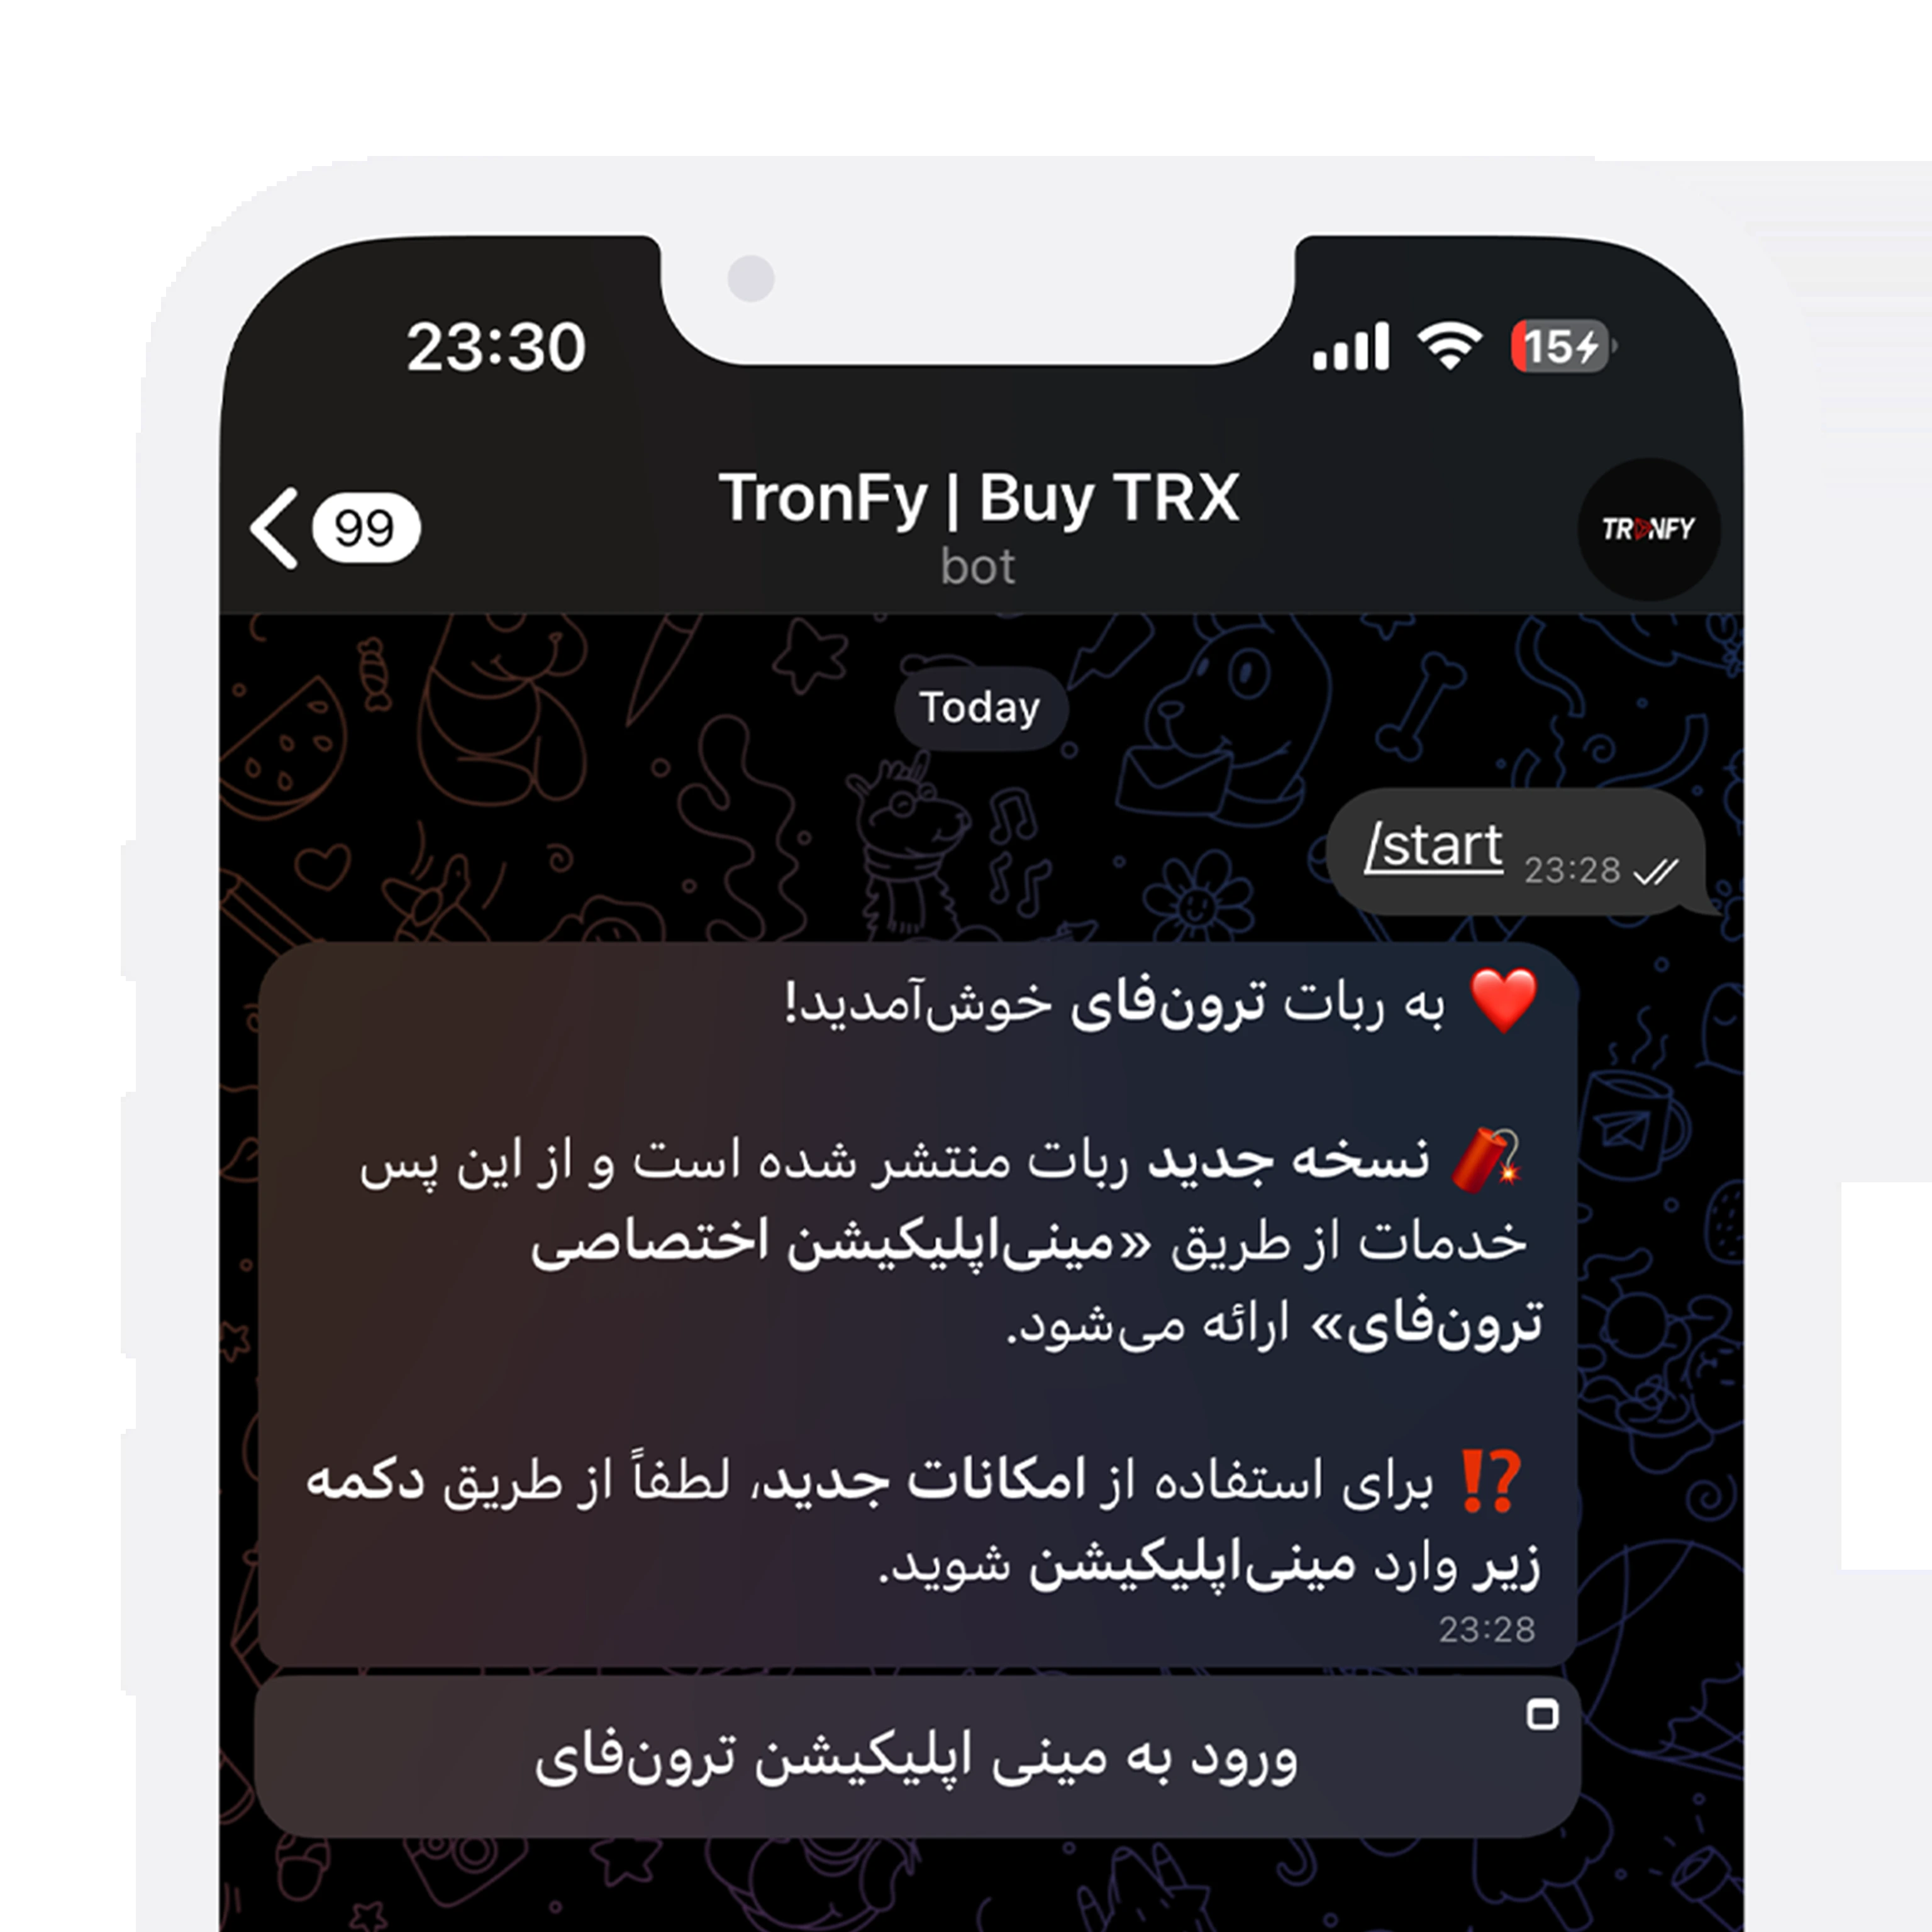 23:30
15
99
TronFy | Buy TRX
bot
TRONFY
Today
/start 23:28
❤️ به ربات ترون‌فای خوش‌آمدید!
🧨 نسخه جدید ربات منتشر شده است و از این پس
خدمات از طریق «مینی‌اپلیکیشن اختصاصی
ترون‌فای» ارائه می‌شود.
⁉️ برای استفاده از امکانات جدید، لطفاً از طریق دکمه
زیر وارد مینی‌اپلیکیشن شوید.
23:28
ورود به مینی اپلیکیشن ترون‌فای